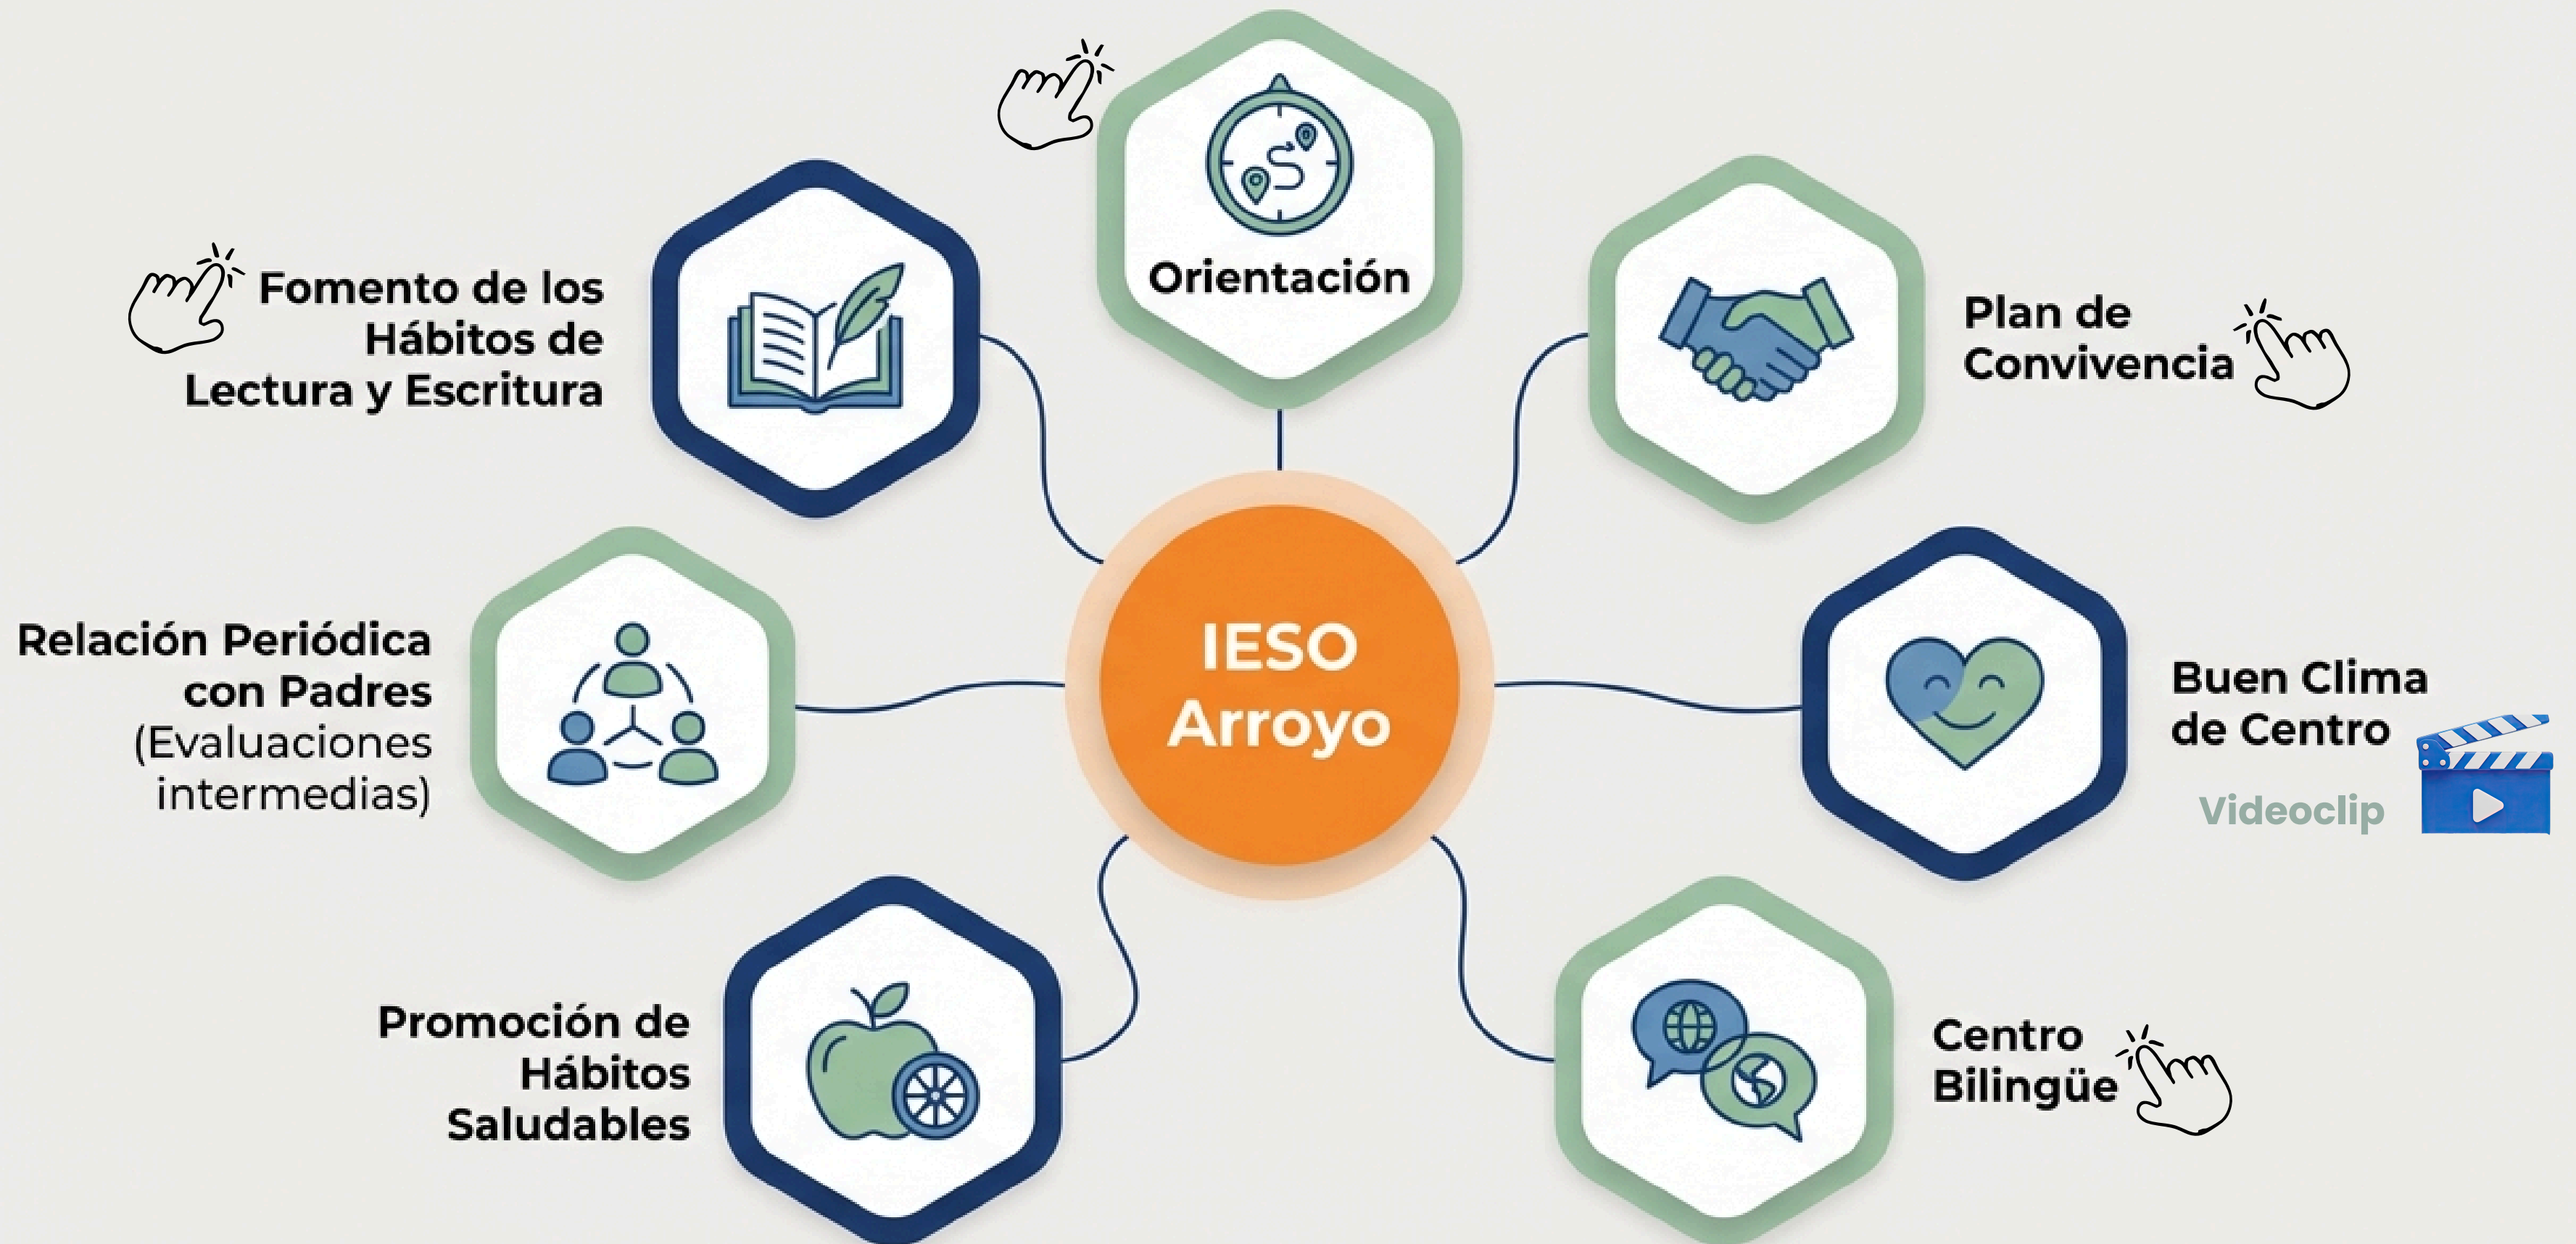 Orientación
Fomento de los
Hábitos de
Lectura y Escritura
Plan de
Convivencia
IESO
Arroyo
Relación Periódica
con Padres
(Evaluaciones
intermedias)
Buen Clima
de Centro
Videoclip
Promoción de
Hábitos
Saludables
Centro
Bilingüe